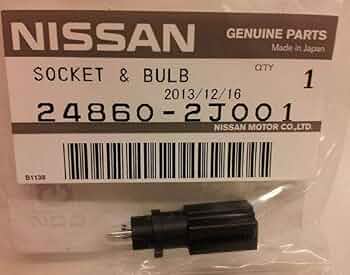 NISSAN
GENUINE PARTS
Made in Japan
SOCKET & BULB
QTY
1
2013/12/16
24860-2J001
NISSAN MOTOR CO.,LTD.
B1139